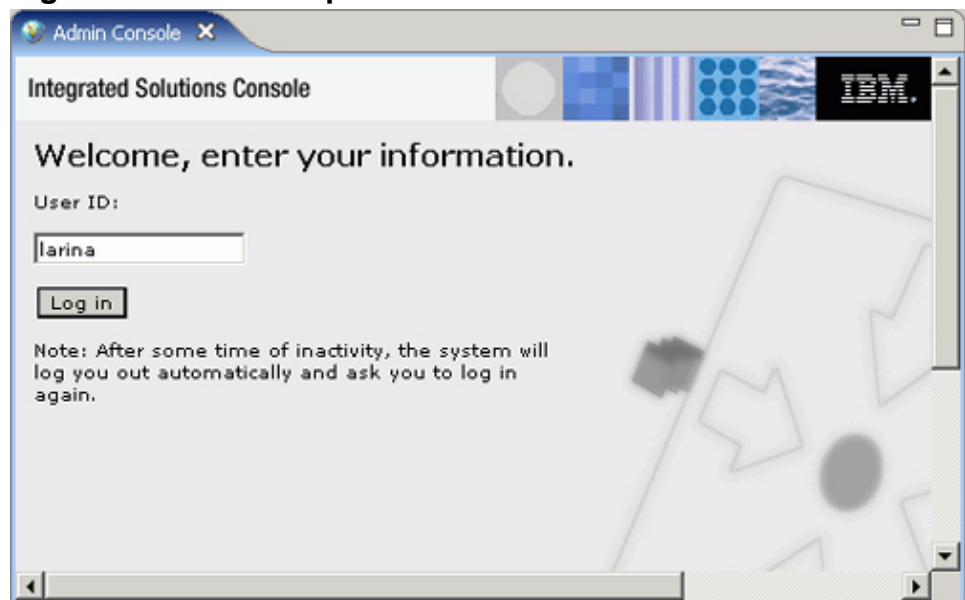 Admin Console
Integrated Solutions Console
IBM.
Welcome, enter your information.
User ID:
larina
Log in
Note: After some time of inactivity, the system will
log you out automatically and ask you to log in
again.